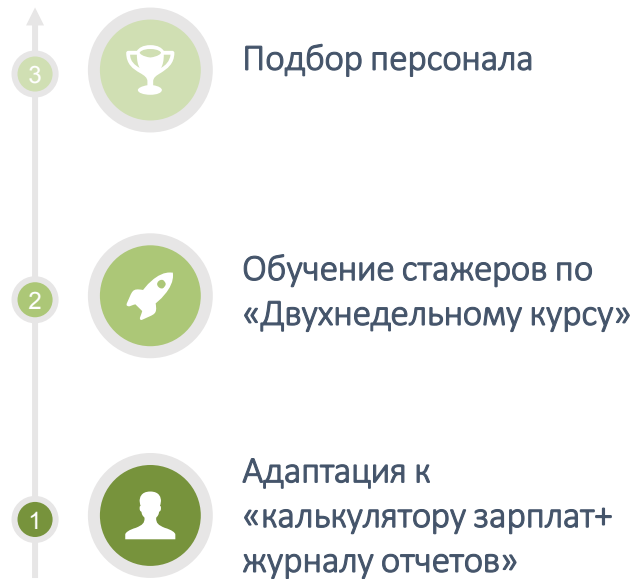 3
Подбор персонала
2
Обучение стажеров по
«Двухнедельному курсу»
1
Адаптация к
«калькулятору зарплат+
журналу отчетов»